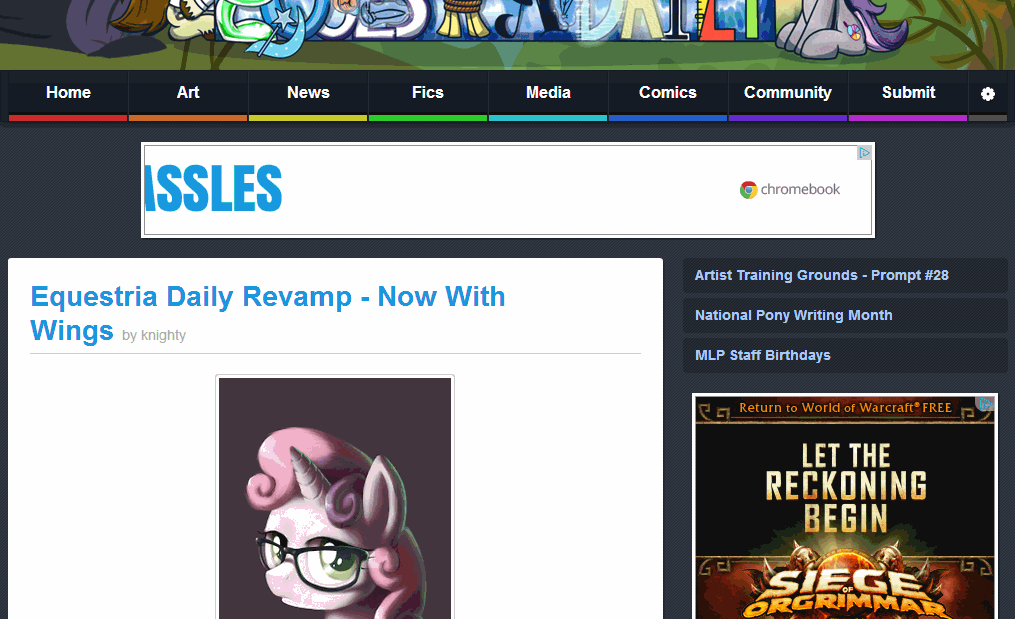 Home Art News Fics Media Comics Community Submit
SSLES
chromebook
Equestria Daily Revamp - Now With
Wings by knighty
Artist Training Grounds - Prompt #28
National Pony Writing Month
MLP Staff Birthdays
Return to World of Warcraft® FREE
LET THE
RECKONING
BEGIN
SIEGE
OF
ORGRIMMAR